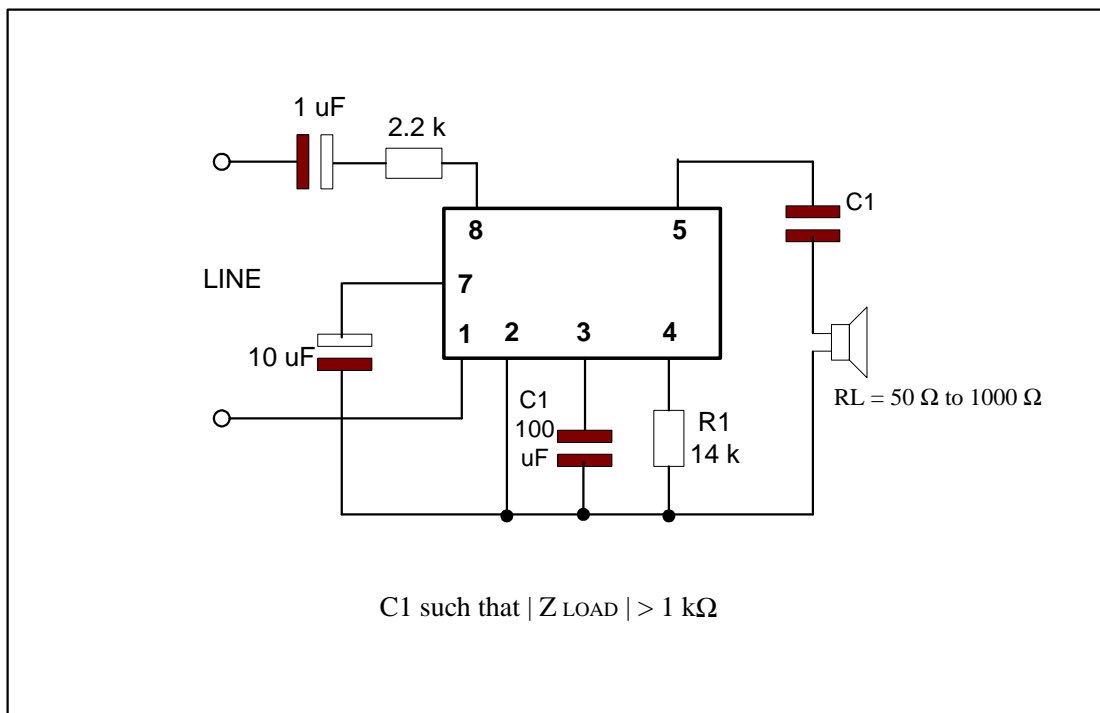 1 uF
2.2 k
8
5
C1
LINE
7
1
2
3
4
10 uF
RL = 50 Ω to 1000 Ω
C1
100
uF
R1
14 k
C1 such that | Z LOAD | > 1 kΩ